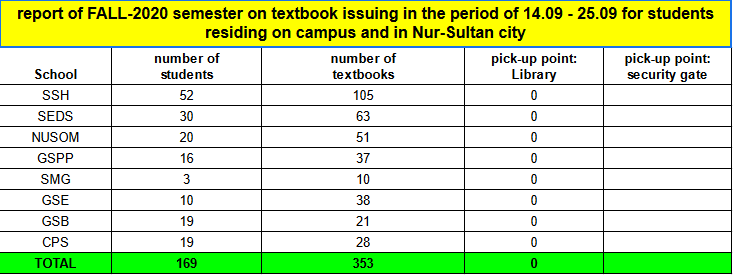 report of FALL-2020 semester on textbook issuing in the period of 14.09 - 25.09 for students
residing on campus and in Nur-Sultan city
School number of students number of textbooks pick-up point: Library pick-up point: security gate
SSH 52 105 0
SEDS 30 63 0
NUSOM 20 51 0
GSPP 16 37 0
SMG 3 10 0
GSE 10 38 0
GSB 19 21 0
CPS 19 28 0
TOTAL 169 353 0